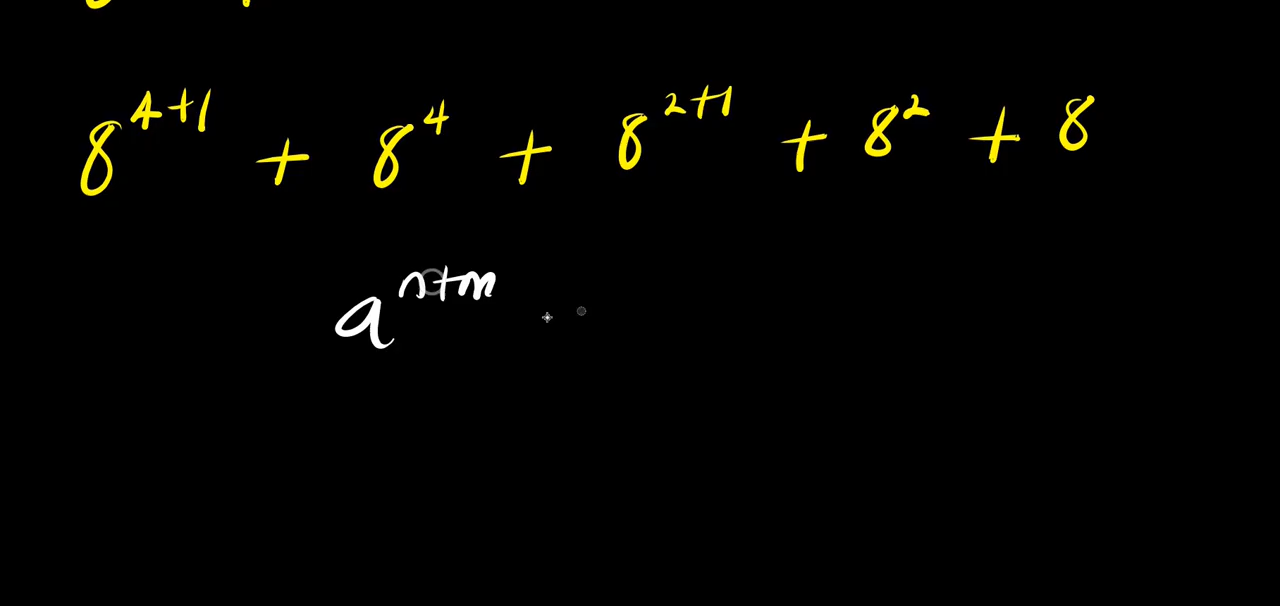 8^{4+1} + 8^4 + 8^{2+1} + 8^2 + 8
a^{n+m}